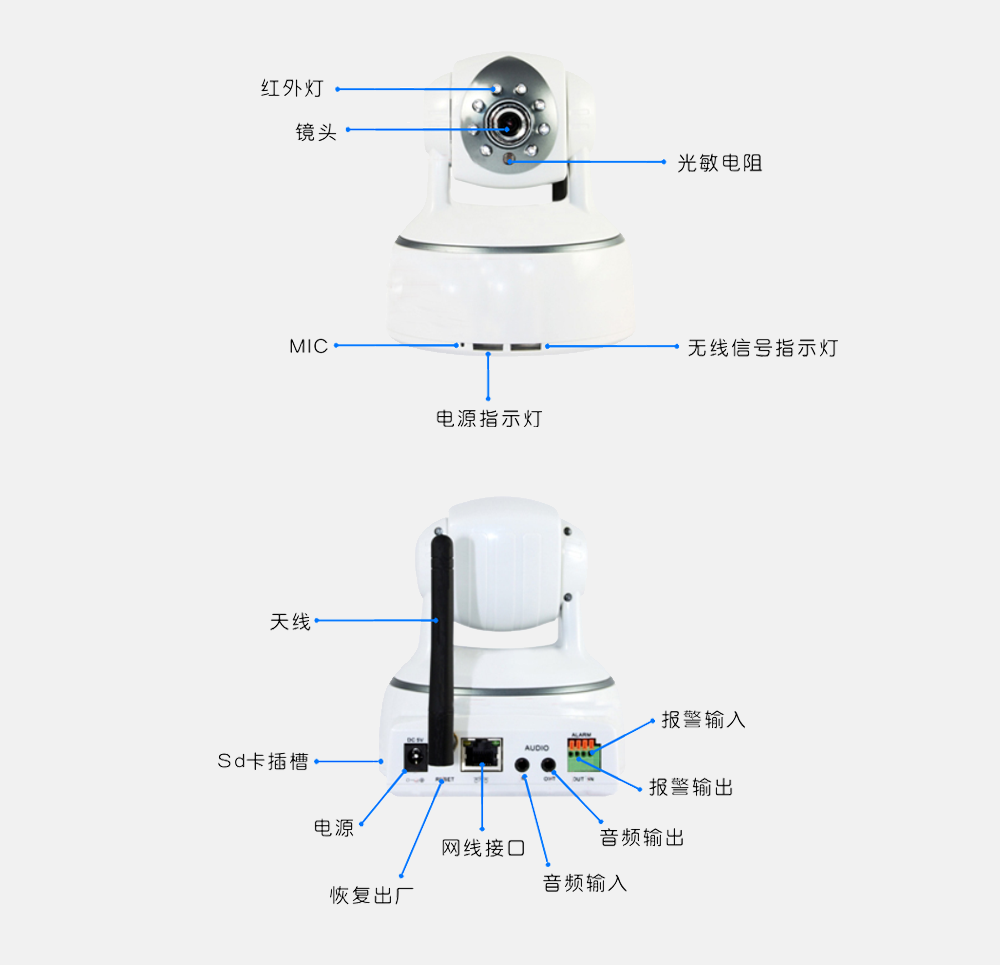 红外灯
镜头
光敏电阻
MIC
无线信号指示灯
电源指示灯
天线
报警输入
ALARM
DC 5V
AUDIO
Sd卡插槽
报警输出
OUT IN
电源
音频输出
网线接口
音频输入
恢复出厂